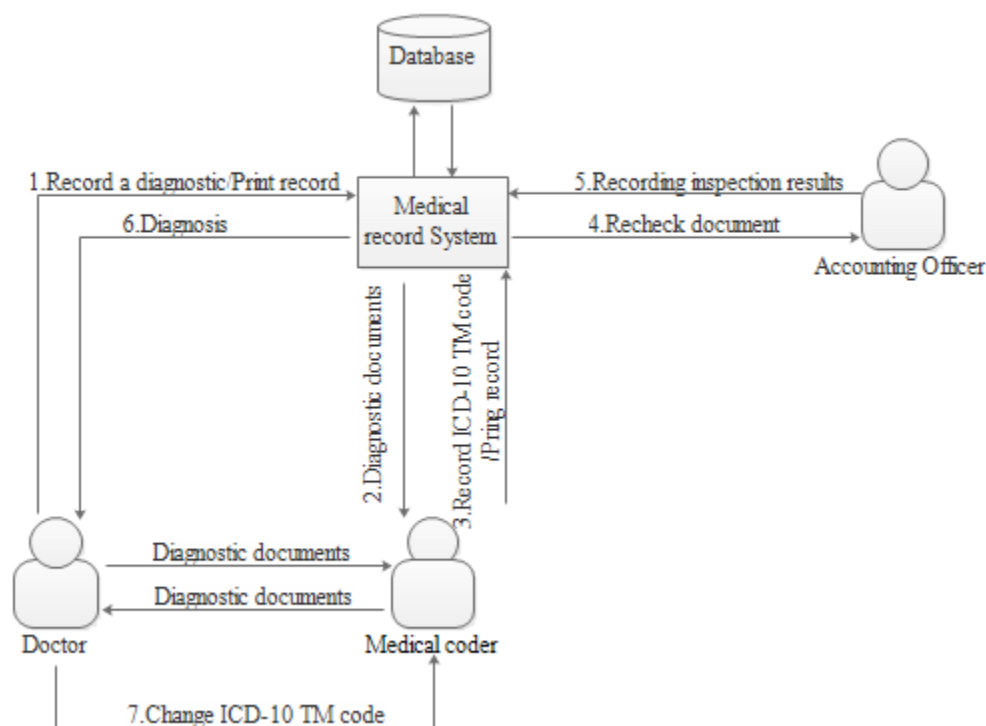 Database
1.Record a diagnostic/Print record
5.Recording inspection results
Medical
record System
6.Diagnosis
4.Recheck document
Accounting Officer
2.Diagnostic documents
3.Record ICD-10 TM code
/Pring record
Diagnostic documents
Diagnostic documents
Doctor
Medical coder
7.Change ICD-10 TM code